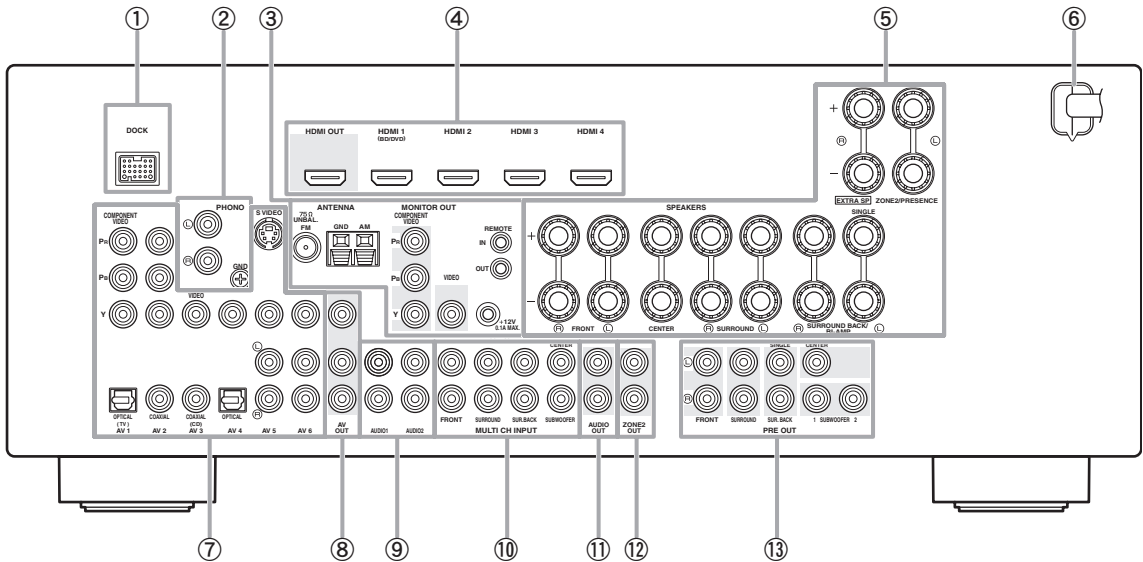 ① ② ③ ④ ⑤ ⑥
DOCK
PHONO
Ⓛ
Ⓡ
GND
S VIDEO
HDMI OUT
HDMI 1
(BD/DVD)
HDMI 2
HDMI 3
HDMI 4
ANTENNA
75Ω
UNBAL.
FM
GND AM
MONITOR OUT
COMPONENT
VIDEO
PR
PB
Y
VIDEO
REMOTE
IN
OUT
+12V
0.1A MAX.
+
Ⓡ Ⓛ
–
EXTRA SP
ZONE2/PRESENCE
SPEAKERS
SINGLE
+
–
Ⓡ FRONT Ⓛ
CENTER
Ⓡ SURROUND Ⓛ
Ⓡ SURROUND BACK/
BI-AMP Ⓛ
COMPONENT
VIDEO
PR
PB
Y
VIDEO
Ⓛ
Ⓡ
OPTICAL
(TV)
AV 1
COAXIAL
AV 2
COAXIAL
(CD)
AV 3
OPTICAL
AV 4
AV 5
AV 6
AV
OUT
AUDIO1
AUDIO2
CENTER
FRONT
SURROUND
SUR.BACK
SUBWOOFER
MULTI CH INPUT
AUDIO
OUT
ZONE2
OUT
Ⓛ
Ⓡ
SINGLE
CENTER
FRONT
SURROUND
SUR. BACK
1 SUBWOOFER 2
PRE OUT
⑦ ⑧ ⑨ ⑩ ⑪ ⑫ ⑬